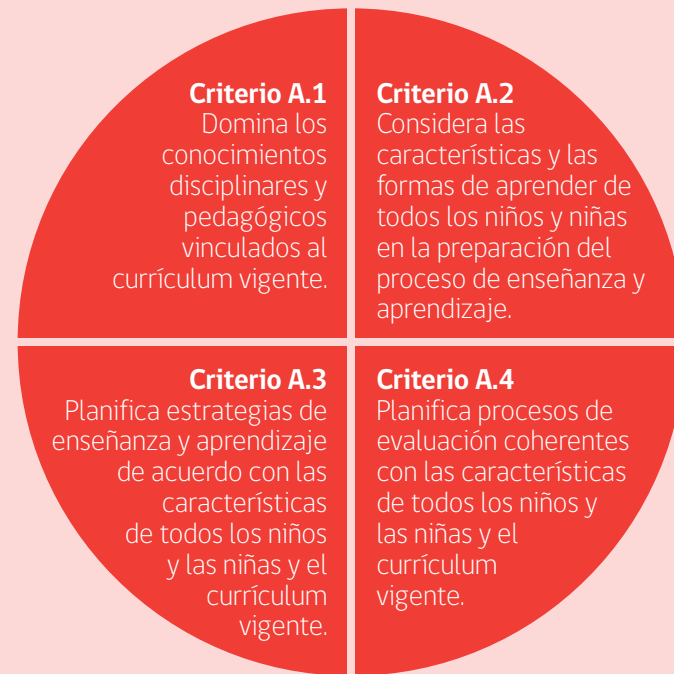 Criterio A.1
Domina los
conocimientos
disciplinares y
pedagógicos
vinculados al
currículum vigente.
Criterio A.2
Considera las
características y las
formas de aprender de
todos los niños y niñas
en la preparación del
proceso de enseñanza y
aprendizaje.
Criterio A.3
Planifica estrategias de
enseñanza y aprendizaje
de acuerdo con las
características
de todos los niños
y las niñas y el
currículum
vigente.
Criterio A.4
Planifica procesos de
evaluación coherentes
con las características
de todos los niños y
las niñas y el
currículum
vigente.